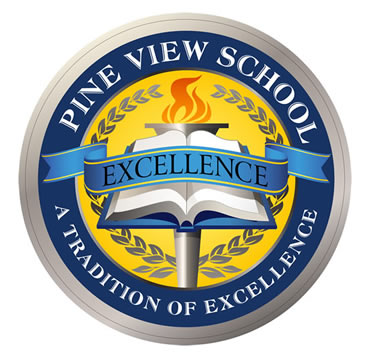 PINE VIEW SCHOOL
EXCELLENCE
A TRADITION OF EXCELLENCE